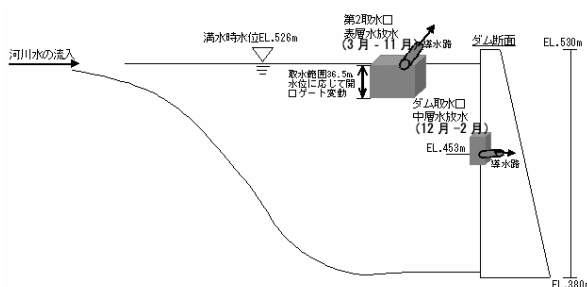 河川水の流入
満水時水位EL.526m
第2取水口
表層水放水
(3月-11月)
導水路
取水範囲36.5m
水位に応じて開
口ゲート変動
ダム断面
EL.530m
ダム取水口
中層水放水
(12月-2月)
EL.453m
導水路
EL.380m